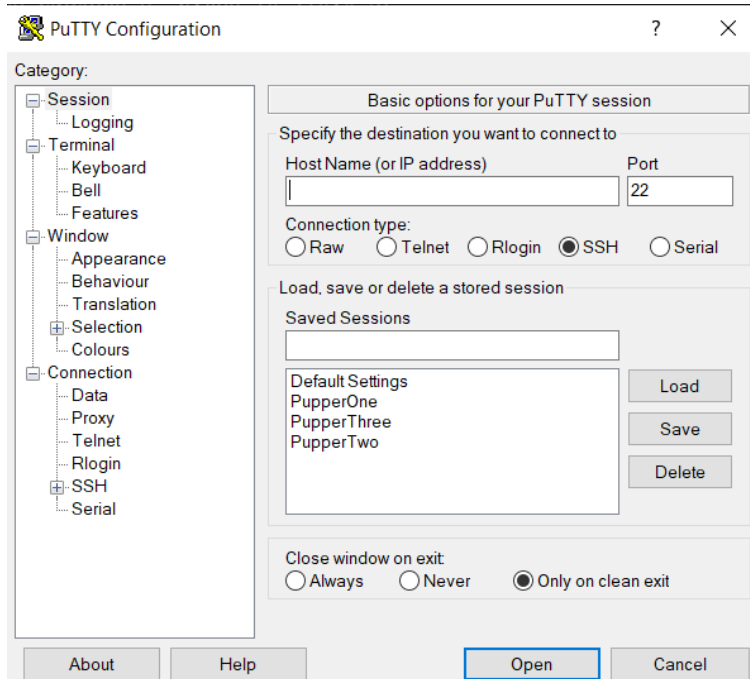 PuTTY Configuration
?
Category:
Session
Logging
Terminal
Keyboard
Bell
Features
Window
Appearance
Behaviour
Translation
Selection
Colours
Connection
Data
Proxy
Telnet
Rlogin
SSH
Serial
Basic options for your PuTTY session
Specify the destination you want to connect to
Host Name (or IP address) Port
22
Connection type:
Raw Telnet Rlogin SSH Serial
Load, save or delete a stored session
Saved Sessions
Default Settings
PupperOne
PupperThree
PupperTwo
Load
Save
Delete
Close window on exit:
Always Never Only on clean exit
About Help Open Cancel